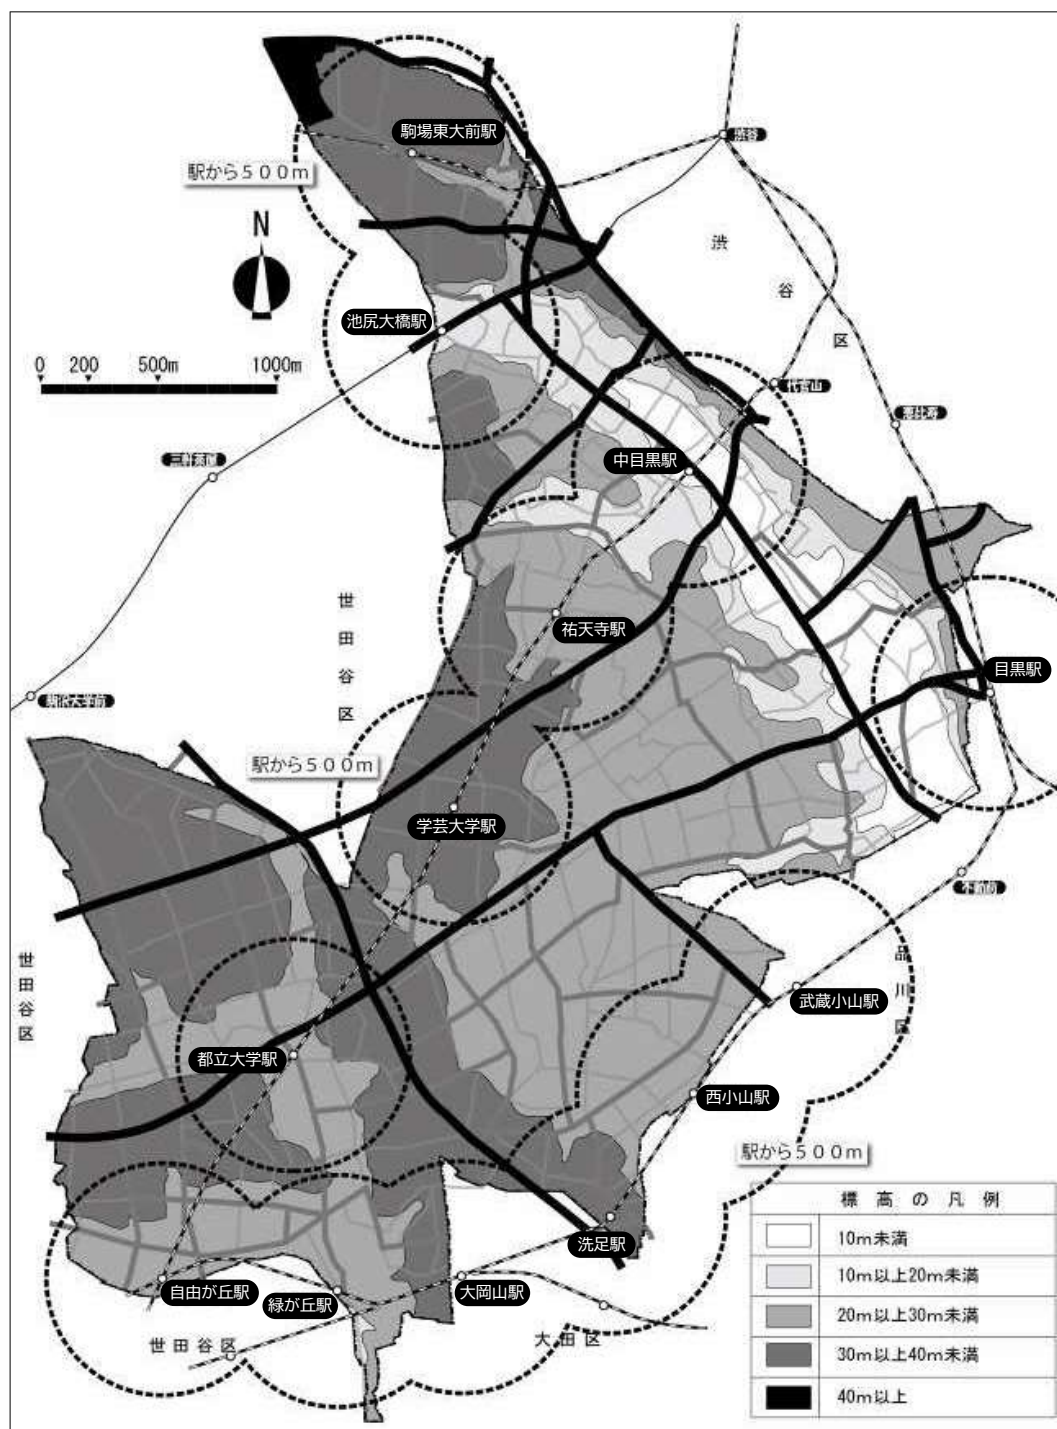 駒場東大前駅
渋谷
駅から500m
N
渋
谷
区
池尻大橋駅
0 200 500m 1000m
代官山
恵比寿
三軒茶屋
中目黒駅
世
田
谷
区
祐天寺駅
目黒駅
駒沢大学前
駅から500m
学芸大学駅
不動前
世
田
谷
区
品
川
区
武蔵小山駅
都立大学駅
西小山駅
駅から500m
標高の凡例
10m未満
10m以上20m未満
20m以上30m未満
30m以上40m未満
40m以上
洗足駅
自由が丘駅
緑が丘駅
大岡山駅
世田谷区
大田区